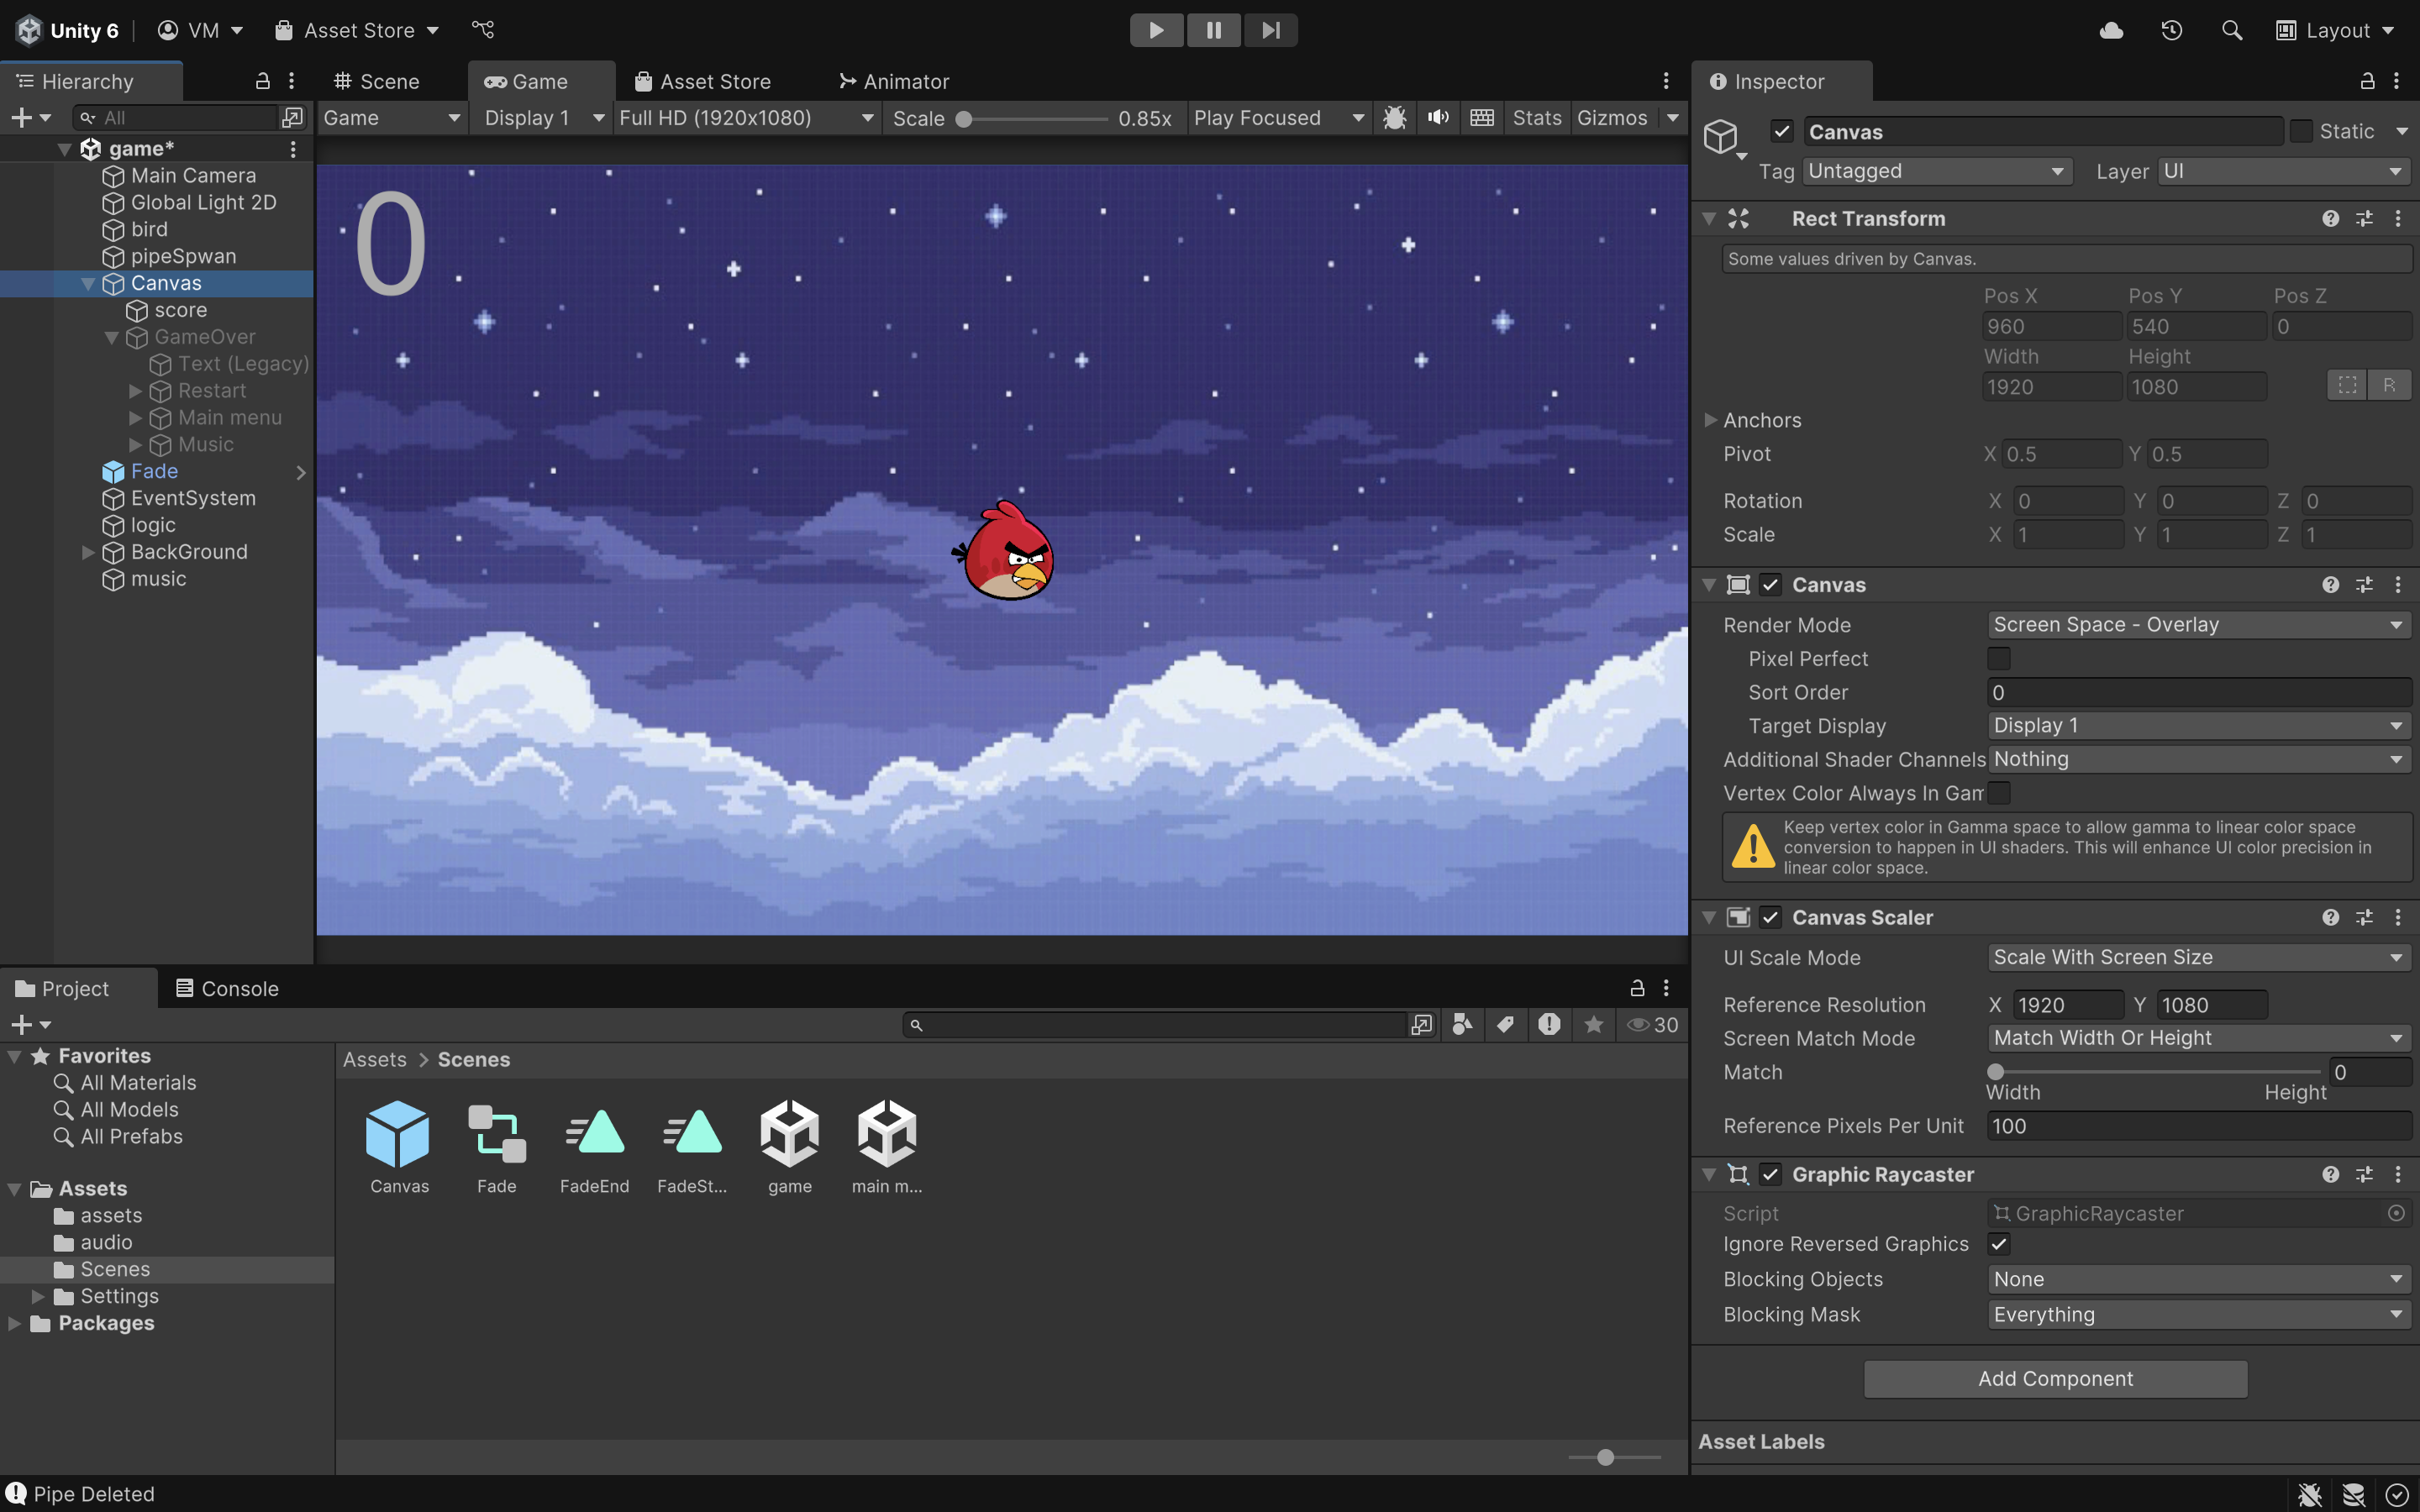 Unity 6 VM Asset Store Layout
Hierarchy
All
game*
Main Camera
Global Light 2D
bird
pipeSpwan
Canvas
score
GameOver
Text (Legacy)
Restart
Main menu
Music
Fade
EventSystem
logic
BackGround
music
Scene Game Asset Store Animator
Game Display 1 Full HD (1920x1080) Scale 0.85x Play Focused Stats Gizmos
0
Project Console
30
Favorites
All Materials
All Models
All Prefabs
Assets
assets
audio
Scenes
Settings
Packages
Assets > Scenes
Canvas Fade FadeEnd FadeSt... game main m...
Pipe Deleted
Inspector
Canvas Static
Tag Untagged Layer UI
Rect Transform
Some values driven by Canvas.
Pos X Pos Y Pos Z
960 540 0
Width Height
1920 1080 R
Anchors
Pivot X 0.5 Y 0.5
Rotation X 0 Y 0 Z 0
Scale X 1 Y 1 Z 1
Canvas
Render Mode Screen Space - Overlay
Pixel Perfect
Sort Order 0
Target Display Display 1
Additional Shader Channels Nothing
Vertex Color Always In Gam
Keep vertex color in Gamma space to allow gamma to linear color space
conversion to happen in UI shaders. This will enhance UI color precision in
linear color space.
Canvas Scaler
UI Scale Mode Scale With Screen Size
Reference Resolution X 1920 Y 1080
Screen Match Mode Match Width Or Height
Match 0
Width Height
Reference Pixels Per Unit 100
Graphic Raycaster
Script GraphicRaycaster
Ignore Reversed Graphics
Blocking Objects None
Blocking Mask Everything
Add Component
Asset Labels